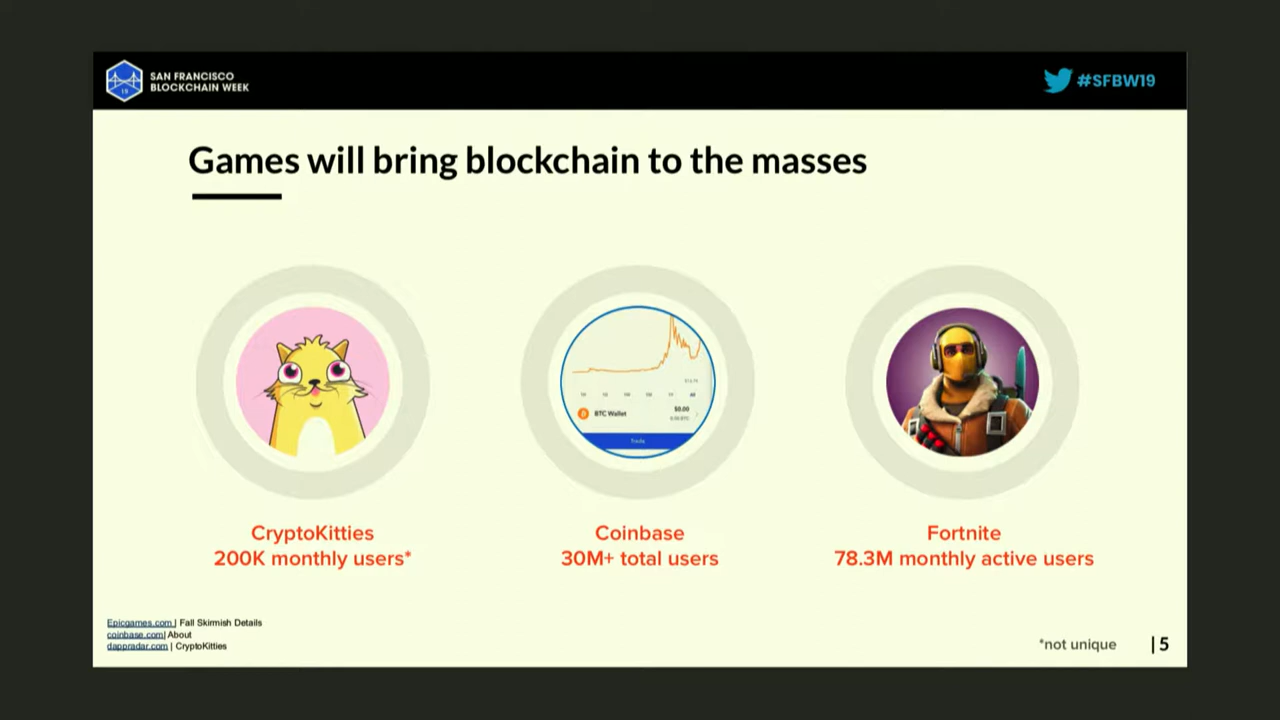 SAN FRANCISCO
BLOCKCHAIN WEEK
#SFBW19
Games will bring blockchain to the masses
BTC Wallet
$0.00
Trade
CryptoKitties
200K monthly users*
Coinbase
30M+ total users
Fortnite
78.3M monthly active users
Epicgames.com | Fall Skirmish Details
coinbase.com| About
dappradar.com | CryptoKitties
*not unique
| 5